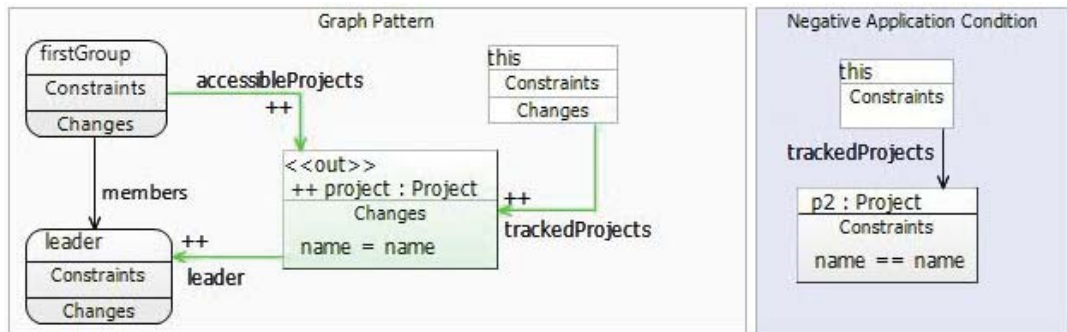 Graph Pattern
firstGroup
Constraints
Changes
accessibleProjects
++
this
Constraints
Changes
members
<<out>>
++ project : Project
Changes
name = name
++
trackedProjects
leader
Constraints
Changes
++
leader
Negative Application Condition
this
Constraints
trackedProjects
p2 : Project
Constraints
name == name